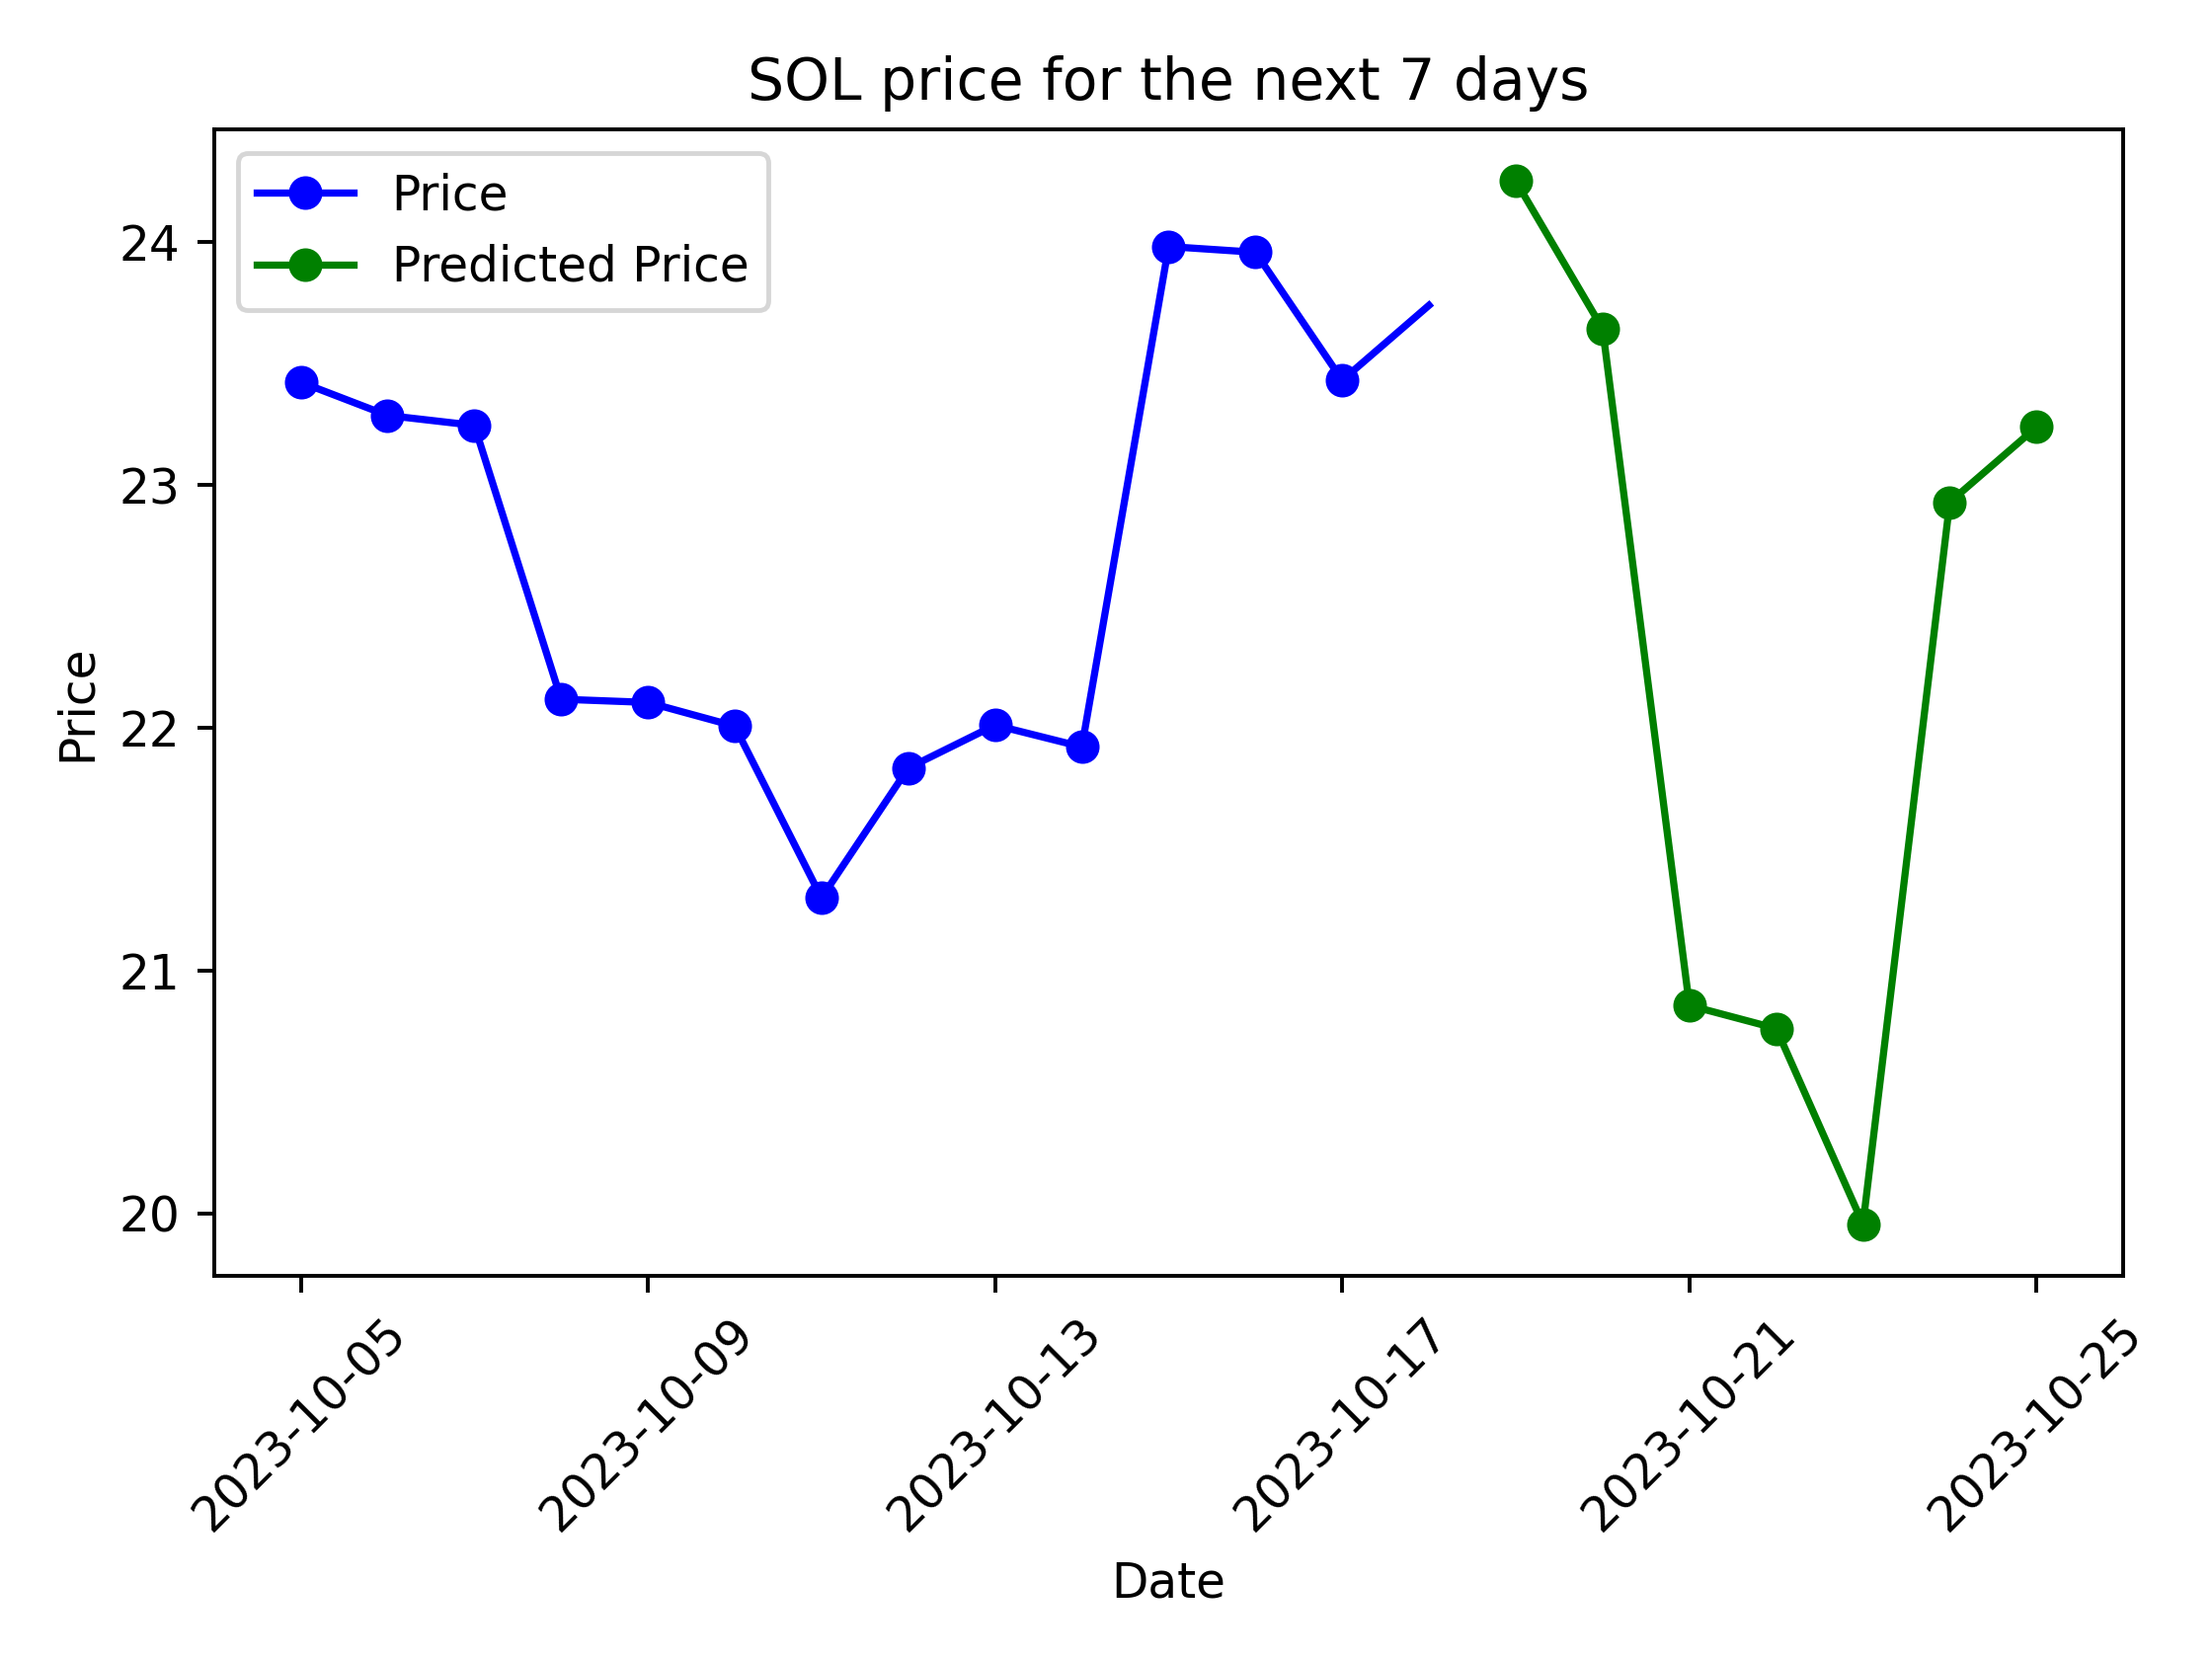 SOL price for the next 7 days
Price
Predicted Price
24
23
22
21
20
Price
2023-10-05
2023-10-09
2023-10-13
2023-10-17
2023-10-21
2023-10-25
Date